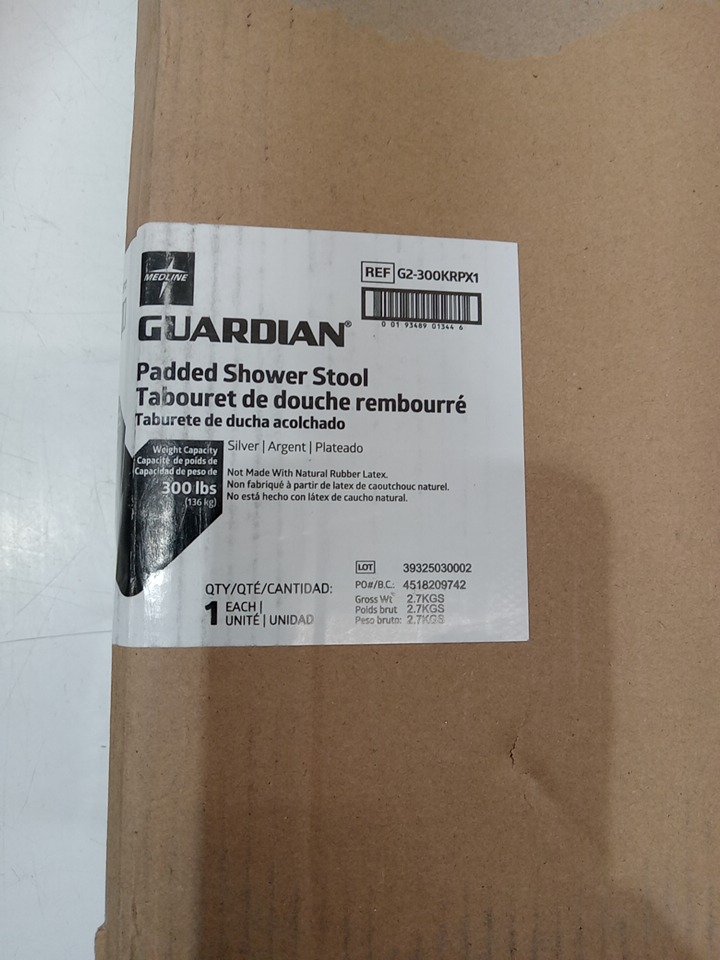 MEDLINE
REF G2-300KRPX1
0 01 93489 01344 6
GUARDIAN®
Padded Shower Stool
Tabouret de douche rembourré
Taburete de ducha acolchado
Silver | Argent | Plateado
Weight Capacity
Capacité de poids de
Capacidad de peso de
300 lbs
(136 kg)
Not Made With Natural Rubber Latex.
Non fabriqué à partir de latex de caoutchouc naturel.
No está hecho con látex de caucho natural.
LOT 39325030002
PO#/B.C.: 4518209742
Gross Wt: 2.7KGS
Poids brut 2.7KGS
Peso bruto: 2.7KGS
QTY/QTÉ/CANTIDAD:
1 EACH |
UNITÉ | UNIDAD